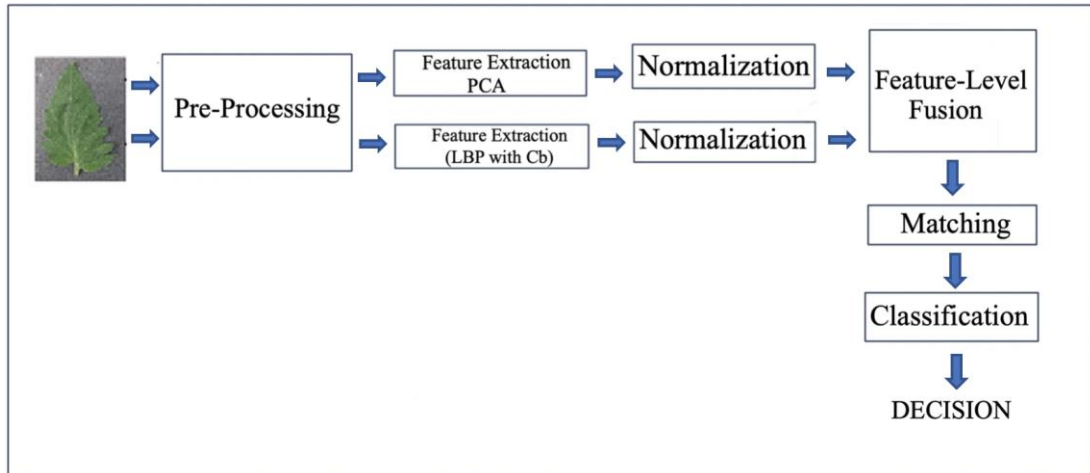 Pre-Processing
Feature Extraction
PCA
Normalization
Feature-Level
Fusion
Feature Extraction
(LBP with Cb)
Normalization
Matching
Classification
DECISION